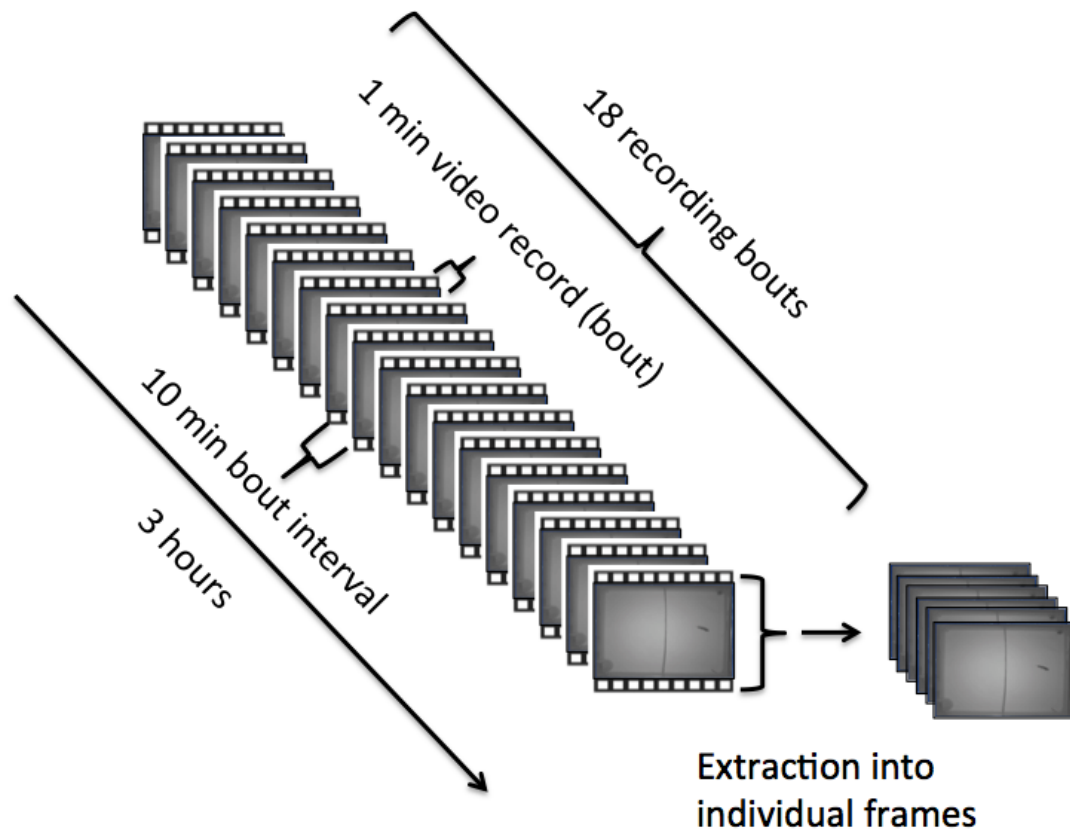 18 recording bouts
1 min video record (bout)
10 min bout interval
3 hours
Extraction into
individual frames